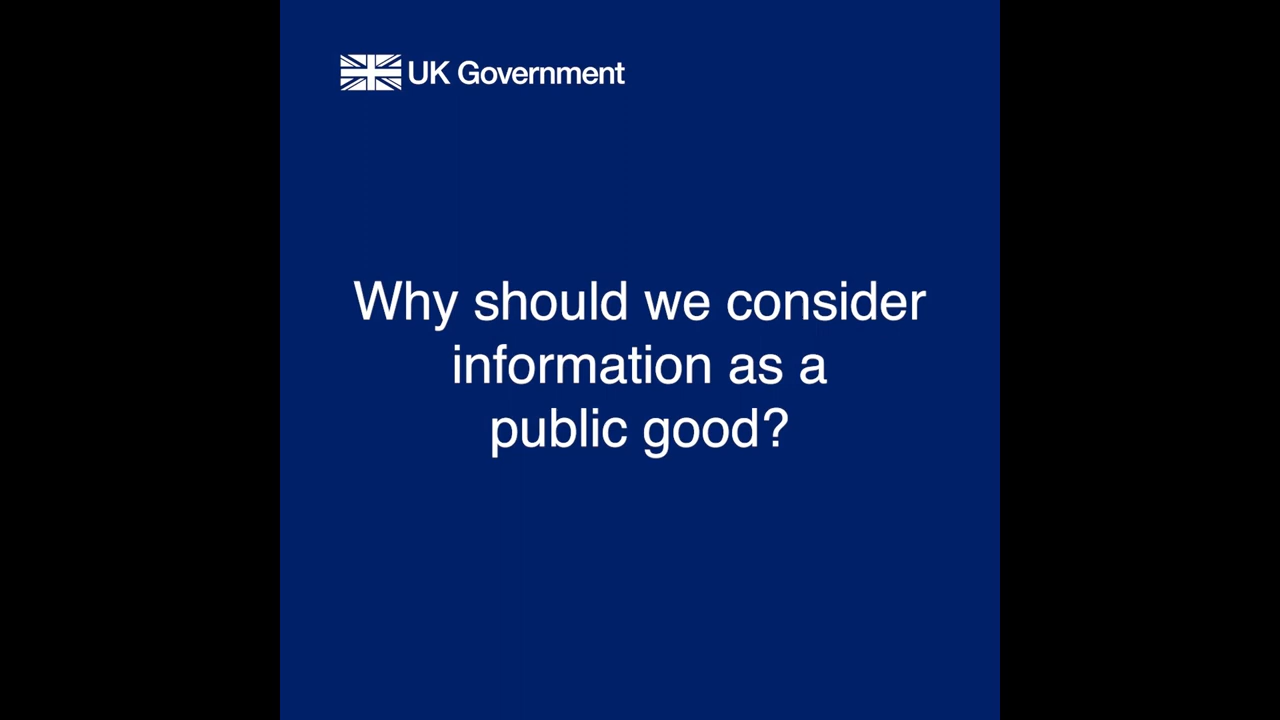 UK Government
Why should we consider
information as a
public good?